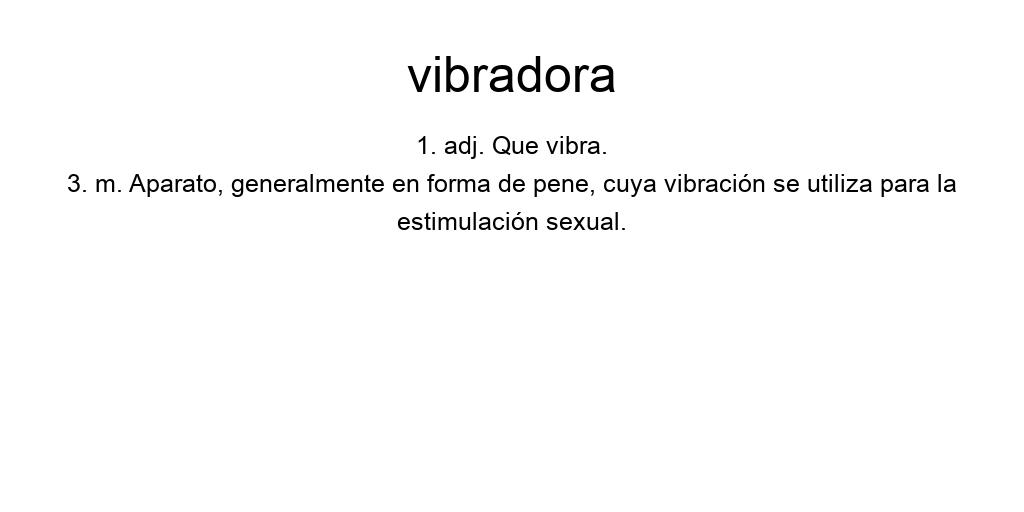 vibradora
1. adj. Que vibra.
3. m. Aparato, generalmente en forma de pene, cuya vibración se utiliza para la
estimulación sexual.